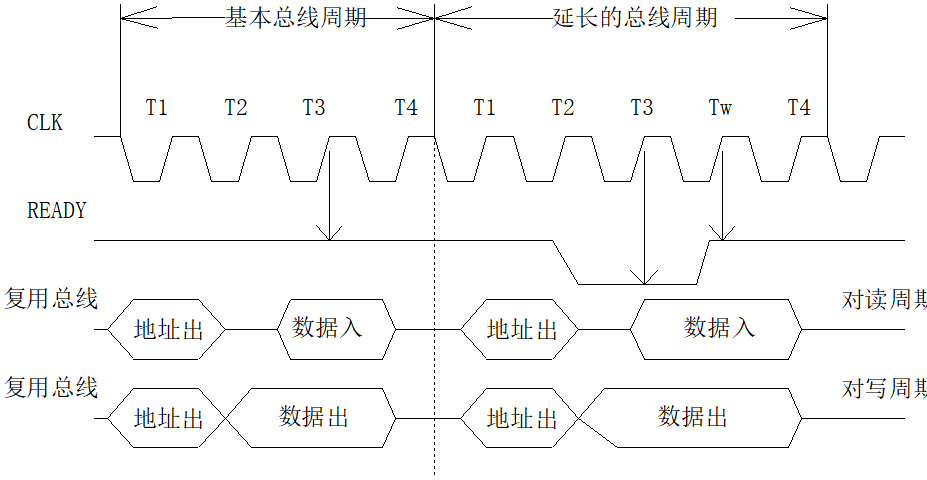 基本总线周期 延长的总线周期
T1 T2 T3 T4 T1 T2 T3 Tw T4
CLK
READY
复用总线 对读周期
地址出 数据入 地址出 数据入
复用总线 对写周期
地址出 数据出 地址出 数据出